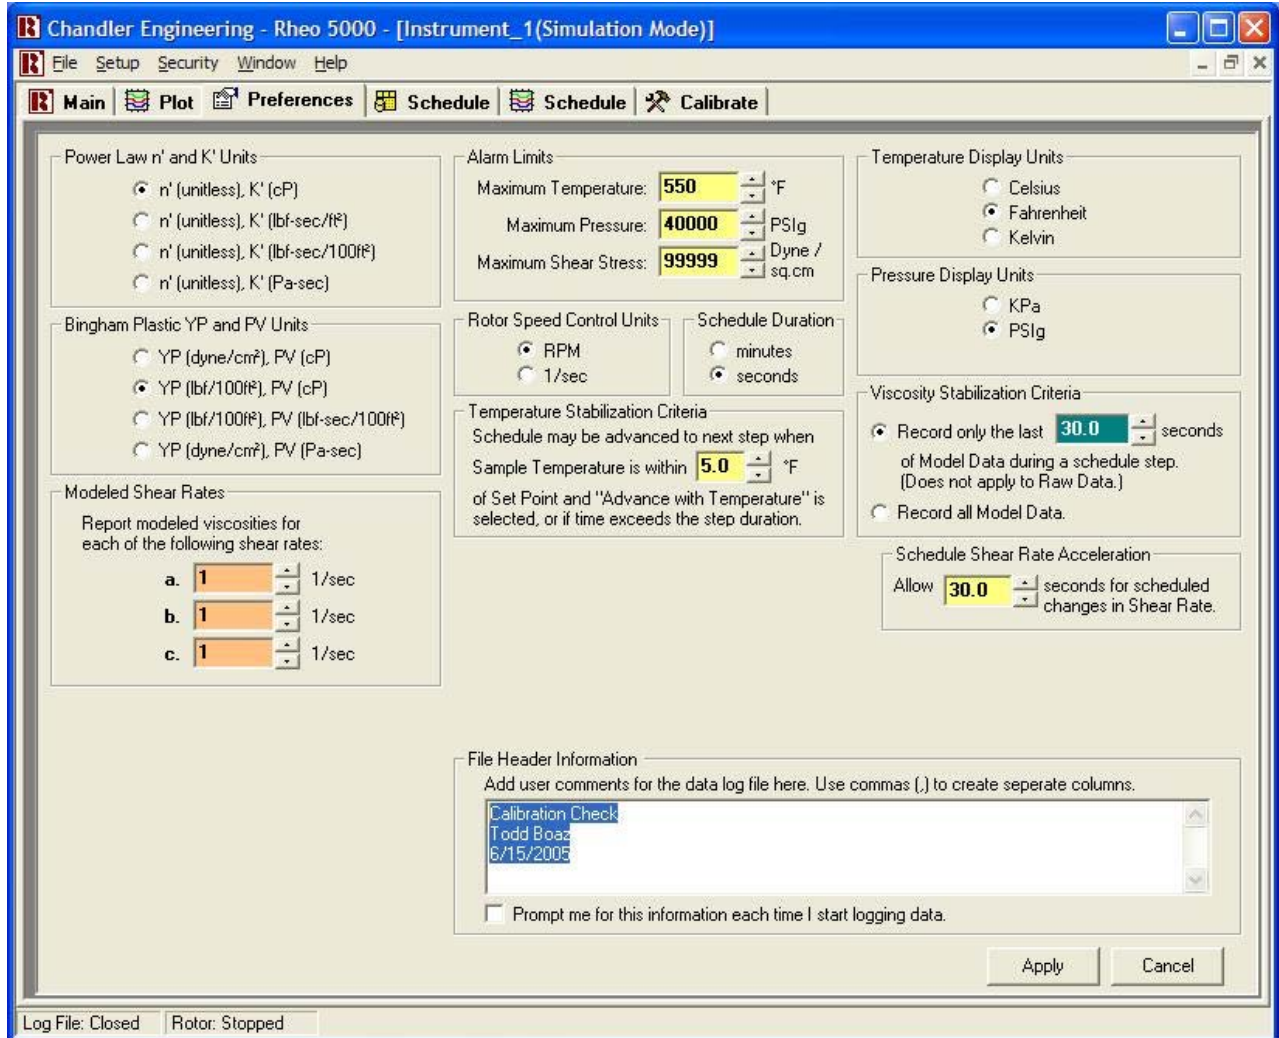 Chandler Engineering - Rheo 5000 - [Instrument_1(Simulation Mode)]
File Setup Security Window Help
Main Plot Preferences Schedule Schedule Calibrate
Power Law n' and K' Units
n' (unitless), K' (cP)
n' (unitless), K' (lbf-sec/ft²)
n' (unitless), K' (lbf-sec/100ft²)
n' (unitless), K' (Pa-sec)
Bingham Plastic YP and PV Units
YP (dyne/cm²), PV (cP)
YP (lbf/100ft²), PV (cP)
YP (lbf/100ft²), PV (lbf-sec/100ft²)
YP (dyne/cm²), PV (Pa-sec)
Modeled Shear Rates
Report modeled viscosities for
each of the following shear rates:
a. 1 1/sec
b. 1 1/sec
c. 1 1/sec
Alarm Limits
Maximum Temperature: 550 °F
Maximum Pressure: 40000 PSIg
Maximum Shear Stress: 99999 Dyne /
sq.cm
Rotor Speed Control Units
RPM
1/sec
Schedule Duration
minutes
seconds
Temperature Stabilization Criteria
Schedule may be advanced to next step when
Sample Temperature is within 5.0 °F
of Set Point and "Advance with Temperature" is
selected, or if time exceeds the step duration.
Temperature Display Units
Celsius
Fahrenheit
Kelvin
Pressure Display Units
KPa
PSIg
Viscosity Stabilization Criteria
Record only the last 30.0 seconds
of Model Data during a schedule step.
(Does not apply to Raw Data.)
Record all Model Data.
Schedule Shear Rate Acceleration
Allow 30.0 seconds for scheduled
changes in Shear Rate.
File Header Information
Add user comments for the data log file here. Use commas (,) to create seperate columns.
Calibration Check
Todd Boaz
6/15/2005
Prompt me for this information each time I start logging data.
Apply Cancel
Log File: Closed Rotor: Stopped